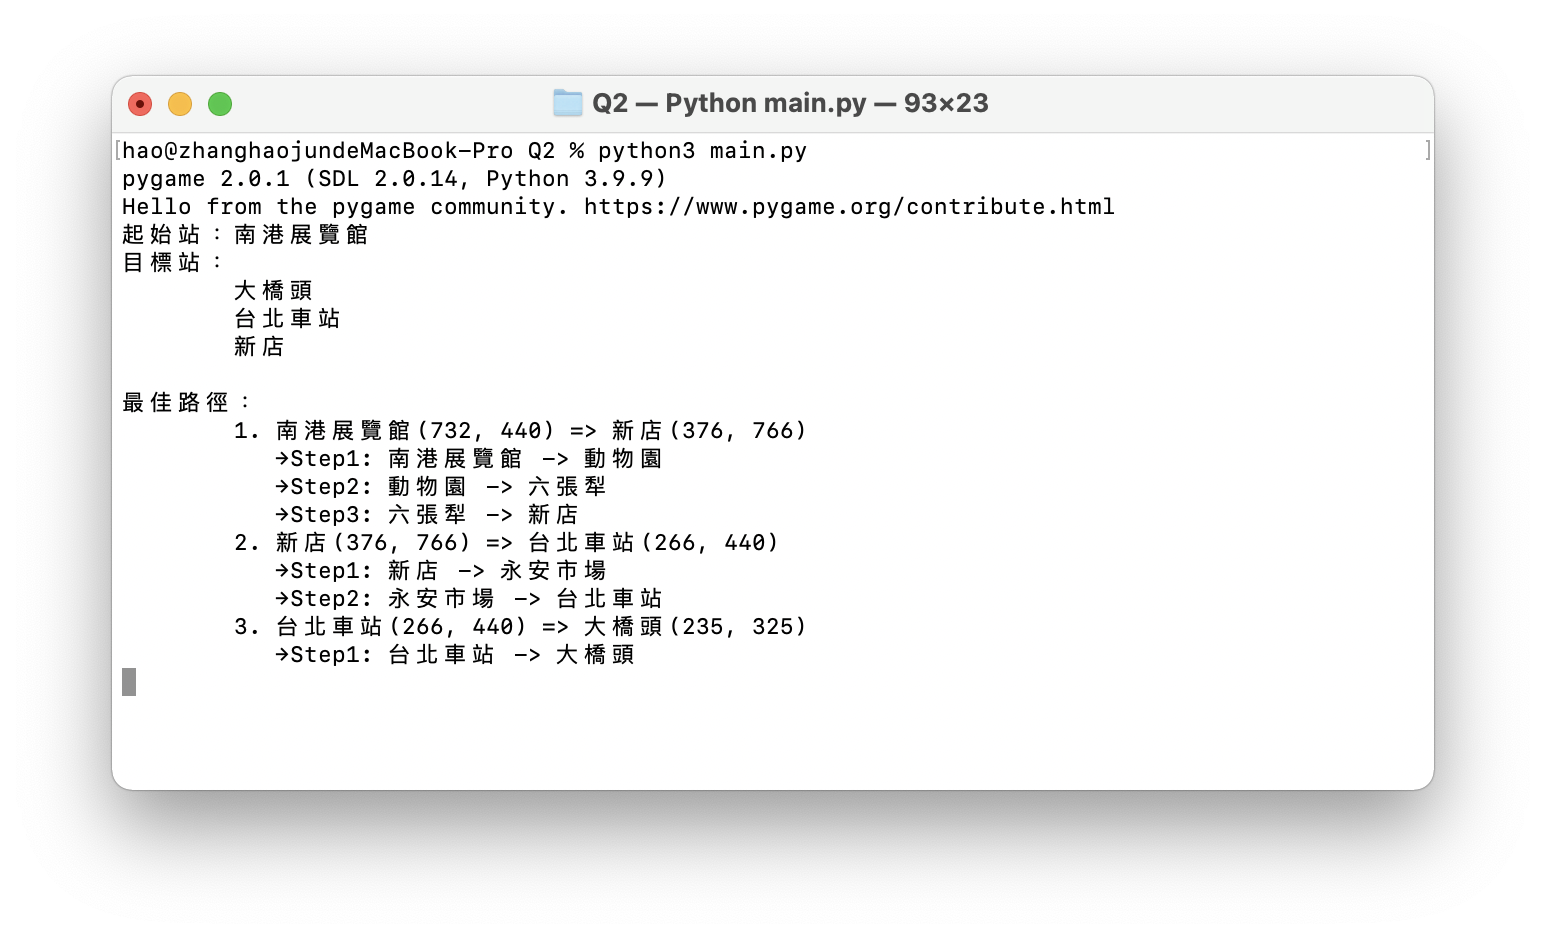 Q2 — Python main.py — 93×23
[hao@zhanghaojundeMacBook-Pro Q2 % python3 main.py ]
pygame 2.0.1 (SDL 2.0.14, Python 3.9.9)
Hello from the pygame community. https://www.pygame.org/contribute.html
起始站：南港展覽館
目標站：
大橋頭
台北車站
新店
最佳路徑：
1. 南港展覽館(732, 440) => 新店(376, 766)
→Step1: 南港展覽館 -> 動物園
→Step2: 動物園 -> 六張犁
→Step3: 六張犁 -> 新店
2. 新店(376, 766) => 台北車站(266, 440)
→Step1: 新店 -> 永安市場
→Step2: 永安市場 -> 台北車站
3. 台北車站(266, 440) => 大橋頭(235, 325)
→Step1: 台北車站 -> 大橋頭